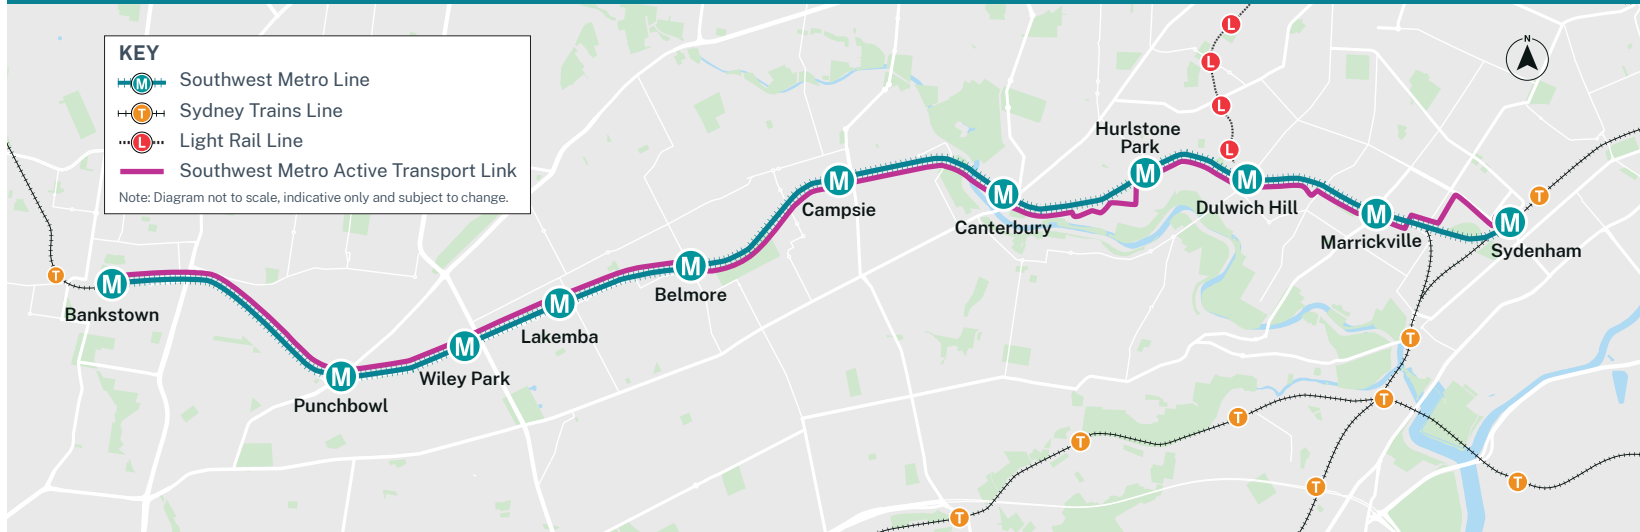 KEY
M Southwest Metro Line
T Sydney Trains Line
L Light Rail Line
Southwest Metro Active Transport Link
Note: Diagram not to scale, indicative only and subject to change.
N
L
L
L
L
Hurlstone
Park
M
M
Campsie
M
Canterbury
M
Dulwich Hill
M
Marrickville
T
M
Sydenham
T
M
Bankstown
M
Belmore
M
Lakemba
M
Wiley Park
M
Punchbowl
T
T
T
T
T
T
T